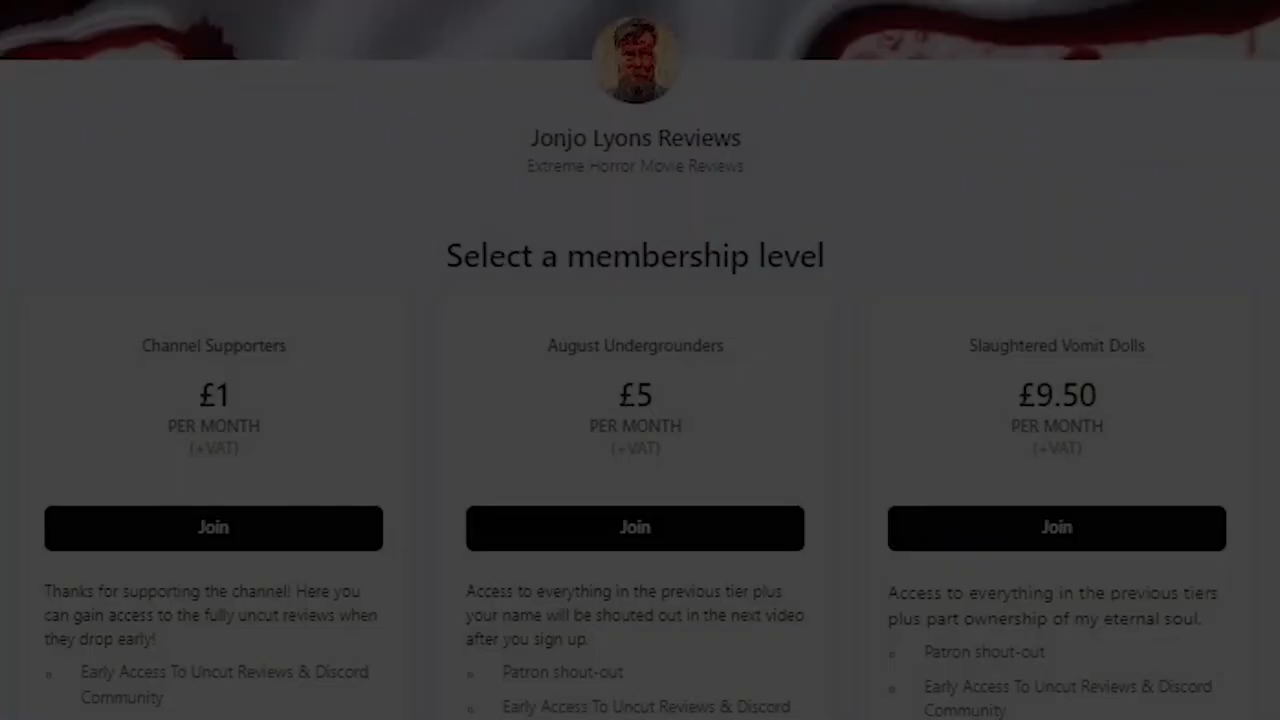 Jonjo Lyons Reviews
Extreme Horror Movie Reviews
Select a membership level
Channel Supporters
£1
PER MONTH
(+VAT)
Join
Thanks for supporting the channel! Here you
can gain access to the fully uncut reviews when
they drop early!
Early Access To Uncut Reviews & Discord
Community
August Undergrounders
£5
PER MONTH
(+VAT)
Join
Access to everything in the previous tier plus
your name will be shouted out in the next video
after you sign up.
Patron shout-out
Early Access To Uncut Reviews & Discord
Slaughtered Vomit Dolls
£9.50
PER MONTH
(+VAT)
Join
Access to everything in the previous tiers
plus part ownership of my eternal soul.
Patron shout-out
Early Access To Uncut Reviews & Discord
Community